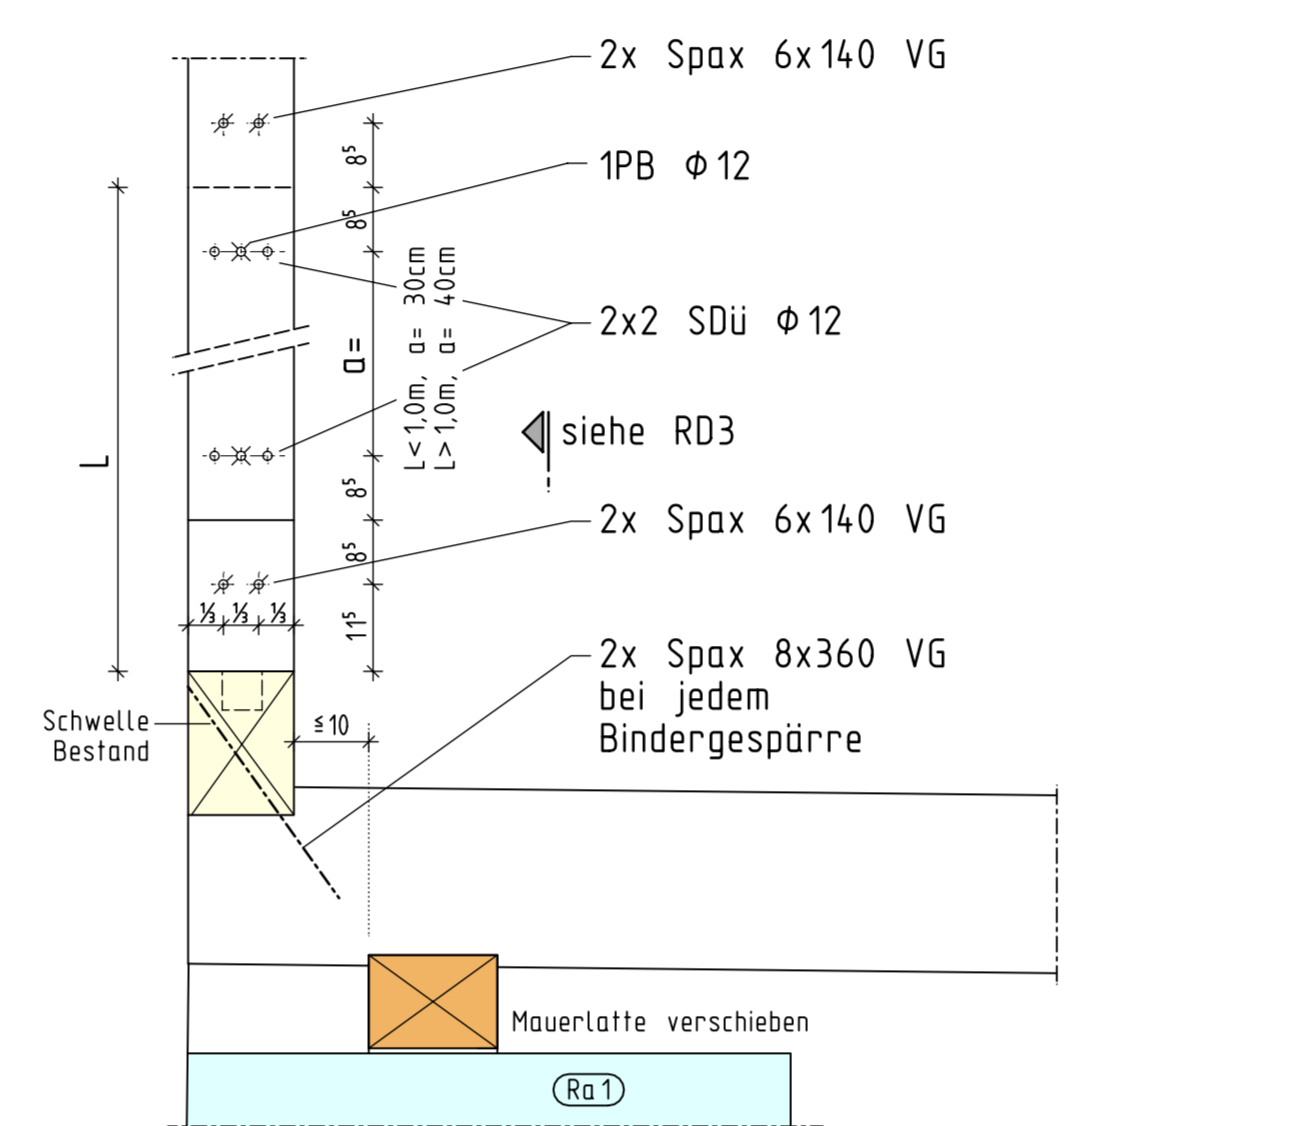 2x Spax 6x140 VG
8⁵
1PB Φ12
8⁵
L<1,0m, a= 30cm
L>1,0m, a= 40cm
2x2 SDü Φ12
a=
siehe RD3
L
8⁵
2x Spax 6x140 VG
8⁵
⅓ ⅓ ⅓
11⁵
2x Spax 8x360 VG
bei jedem
Bindergespärre
Schwelle
Bestand
≤10
Mauerlatte verschieben
Ra1